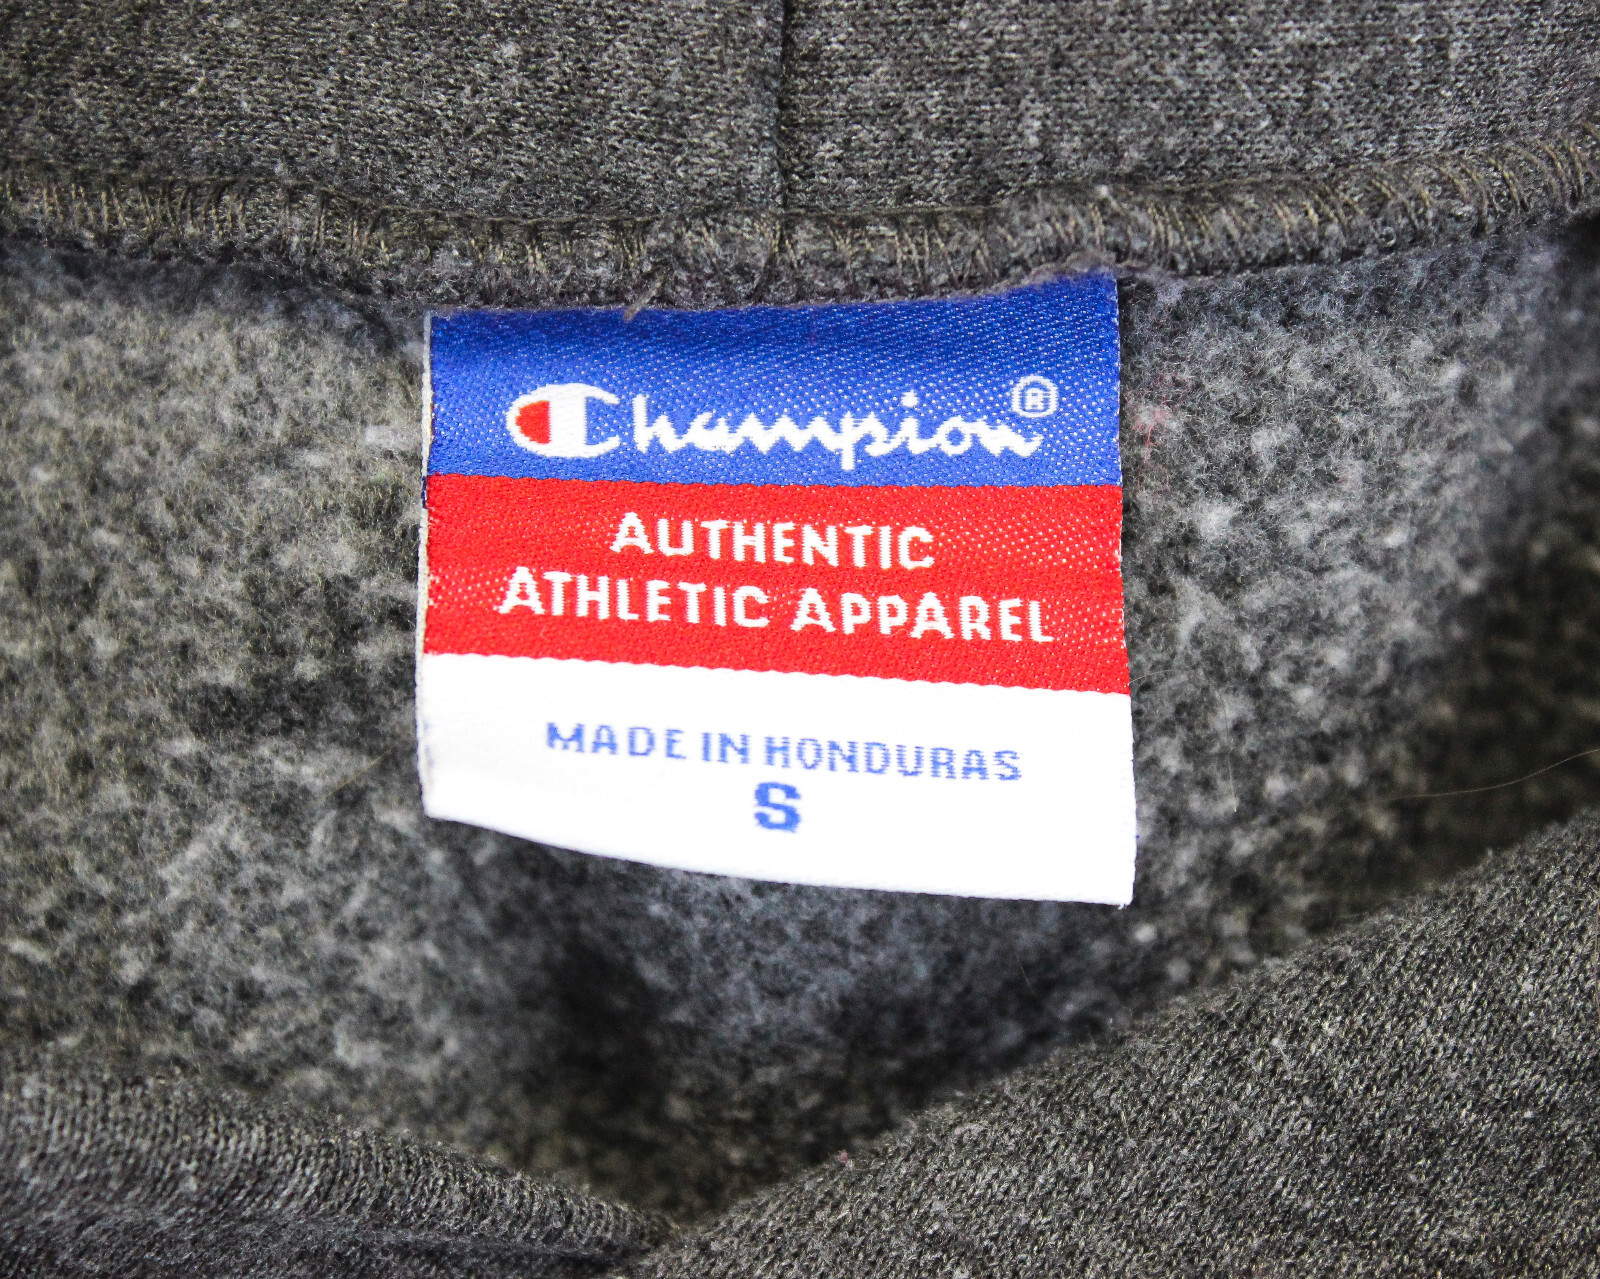 Champion®
AUTHENTIC
ATHLETIC APPAREL
MADE IN HONDURAS
S